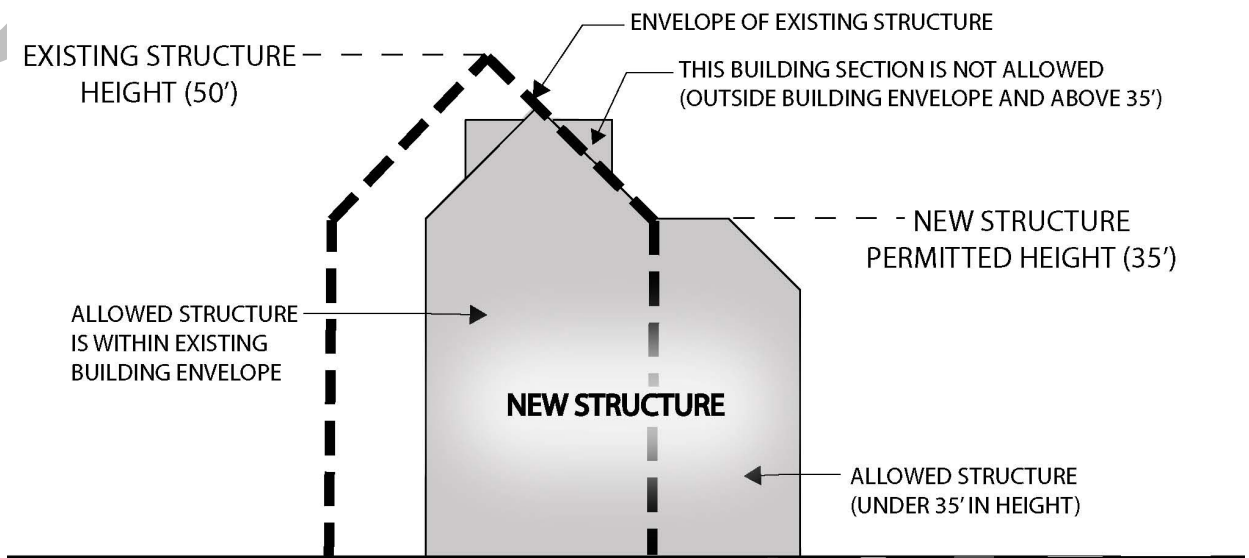 ENVELOPE OF EXISTING STRUCTURE
EXISTING STRUCTURE
HEIGHT (50’)
THIS BUILDING SECTION IS NOT ALLOWED
(OUTSIDE BUILDING ENVELOPE AND ABOVE 35’)
NEW STRUCTURE
PERMITTED HEIGHT (35’)
ALLOWED STRUCTURE
IS WITHIN EXISTING
BUILDING ENVELOPE
NEW STRUCTURE
ALLOWED STRUCTURE
(UNDER 35’ IN HEIGHT)